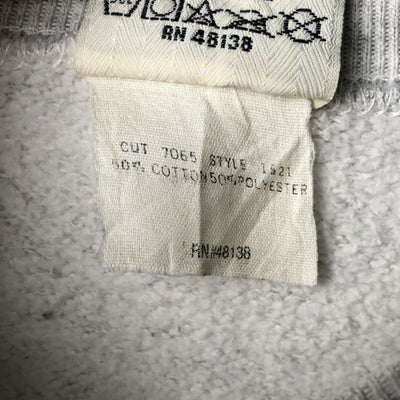 RN 48138
CUT 7065 STYLE 1621
50% COTTON 50% POLYESTER
RN#48138